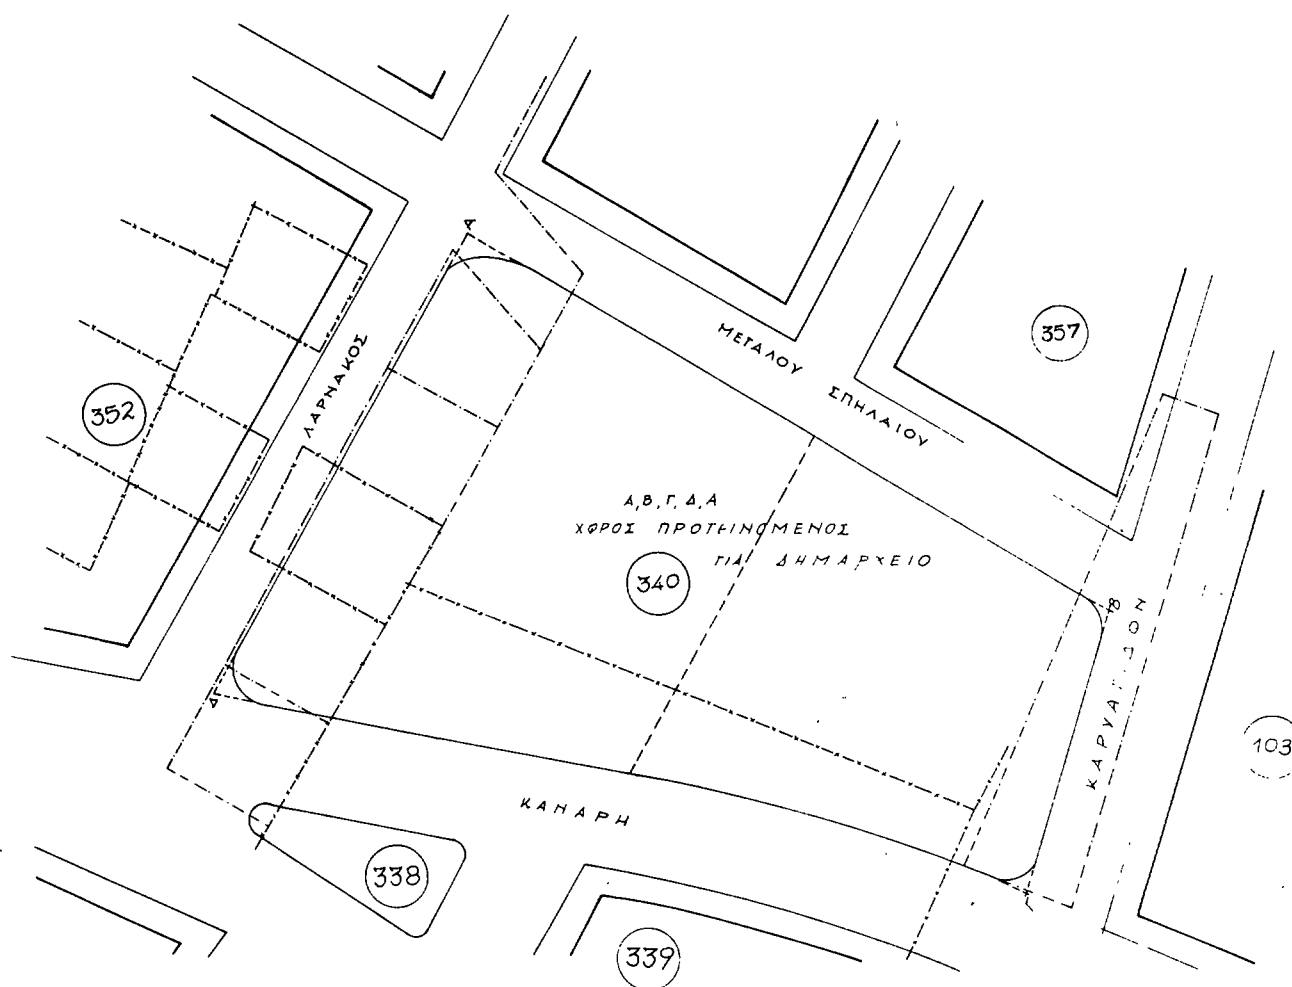 Α
ΜΕΓΑΛΟΥ ΣΠΗΛΑΙΟΥ
357
ΛΑΡΝΑΚΟΣ
352
Α,Β,Γ,Δ,Α
ΧΩΡΟΣ ΠΡΟΤΕΙΝΟΜΕΝΟΣ
ΓΙΑ ΔΗΜΑΡΧΕΙΟ
340
Β
Δ
103
ΚΑΝΑΡΗ
338
339